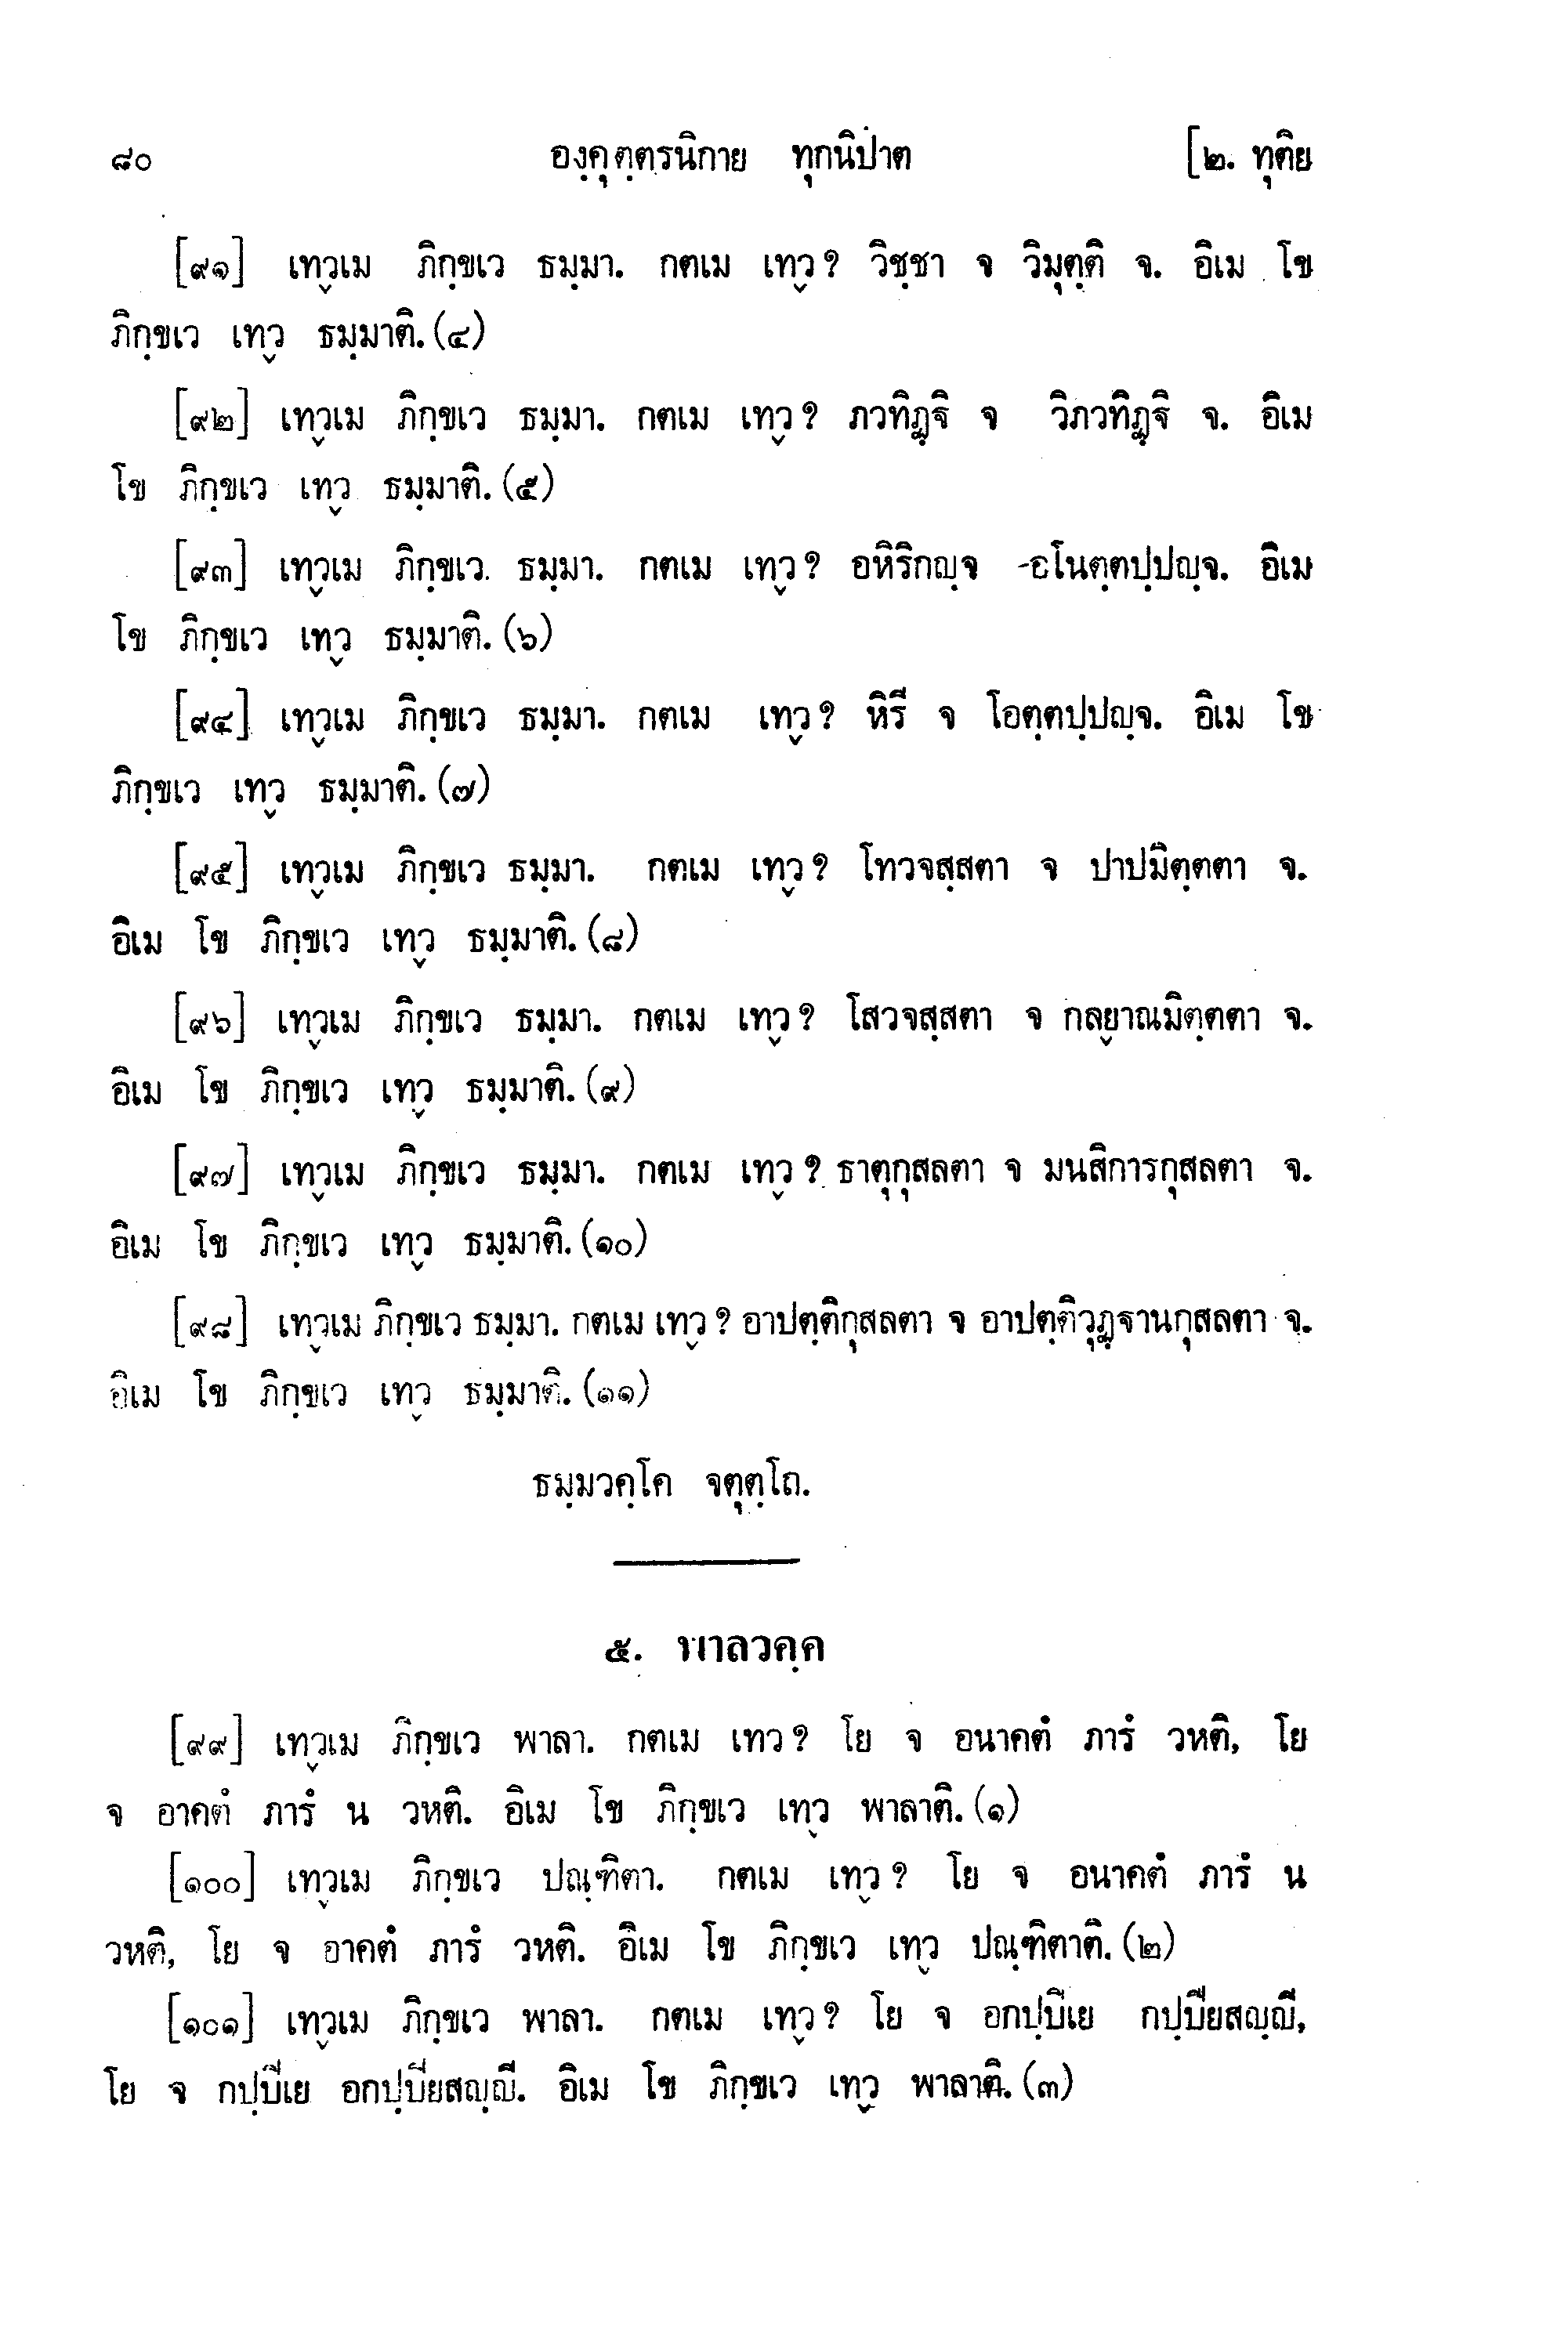 ๘๐ องฺคุตฺตรนิกาย ทุกนิปาต [๒. ทุติย
[๙๑] เทฺวเม ภิกฺขเว ธมฺมา. กตเม เทฺว ? วิชฺชา จ วิมุตฺติ จ. อิเม โข
ภิกฺขเว เทฺว ธมฺมาติ. (๔)
[๙๒] เทฺวเม ภิกฺขเว ธมฺมา. กตเม เทฺว ? ภวทิฏฺฐิ จ วิภวทิฏฺฐิ จ. อิเม
โข ภิกฺขเว เทฺว ธมฺมาติ. (๕)
[๙๓] เทฺวเม ภิกฺขเว ธมฺมา. กตเม เทฺว ? อหิริกญฺจ อโนตฺตปฺปญฺจ. อิเม
โข ภิกฺขเว เทฺว ธมฺมาติ. (๖)
[๙๔] เทฺวเม ภิกฺขเว ธมฺมา. กตเม เทฺว ? หิรี จ โอตฺตปฺปญฺจ. อิเม โข
ภิกฺขเว เทฺว ธมฺมาติ. (๗)
[๙๕] เทฺวเม ภิกฺขเว ธมฺมา. กตเม เทฺว ? โทวจสฺสตา จ ปาปมิตฺตตา จ.
อิเม โข ภิกฺขเว เทฺว ธมฺมาติ. (๘)
[๙๖] เทฺวเม ภิกฺขเว ธมฺมา. กตเม เทฺว ? โสวจสฺสตา จ กลฺยาณมิตฺตตา จ.
อิเม โข ภิกฺขเว เทฺว ธมฺมาติ. (๙)
[๙๗] เทฺวเม ภิกฺขเว ธมฺมา. กตเม เทฺว ? ธาตุกุสลตา จ มนสิการกุสลตา จ.
อิเม โข ภิกฺขเว เทฺว ธมฺมาติ. (๑๐)
[๙๘] เทฺวเม ภิกฺขเว ธมฺมา. กตเม เทฺว ? อาปตฺติกุสลตา จ อาปตฺติวุฏฺฐานกุสลตา จ.
อิเม โข ภิกฺขเว เทฺว ธมฺมาติ. (๑๑)
ธมฺมวคฺโค จตุตฺโถ.
๕. พาลวคฺค
[๙๙] เทฺวเม ภิกฺขเว พาลา. กตเม เทว ? โย จ อนาคตํ ภารํ วหติ, โย
จ อาคตํ ภารํ น วหติ. อิเม โข ภิกฺขเว เทฺว พาลาติ. (๑)
[๑๐๐] เทฺวเม ภิกฺขเว ปณฺฑิตา. กตเม เทฺว ? โย จ อนาคตํ ภารํ น
วหติ, โย จ อาคตํ ภารํ วหติ. อิเม โข ภิกฺขเว เทฺว ปณฺฑิตาติ. (๒)
[๑๐๑] เทฺวเม ภิกฺขเว พาลา. กตเม เทฺว ? โย จ อกปฺปิเย กปฺปิยสญฺญี,
โย จ กปฺปิเย อกปฺปิยสญฺญี. อิเม โข ภิกฺขเว เทฺว พาลาติ. (๓)